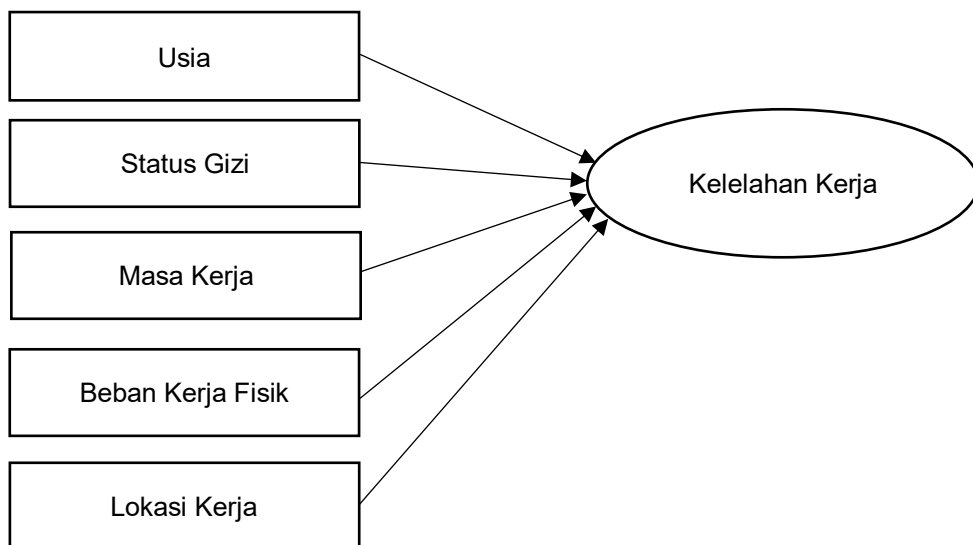 Usia
Status Gizi
Kelelahan Kerja
Masa Kerja
Beban Kerja Fisik
Lokasi Kerja